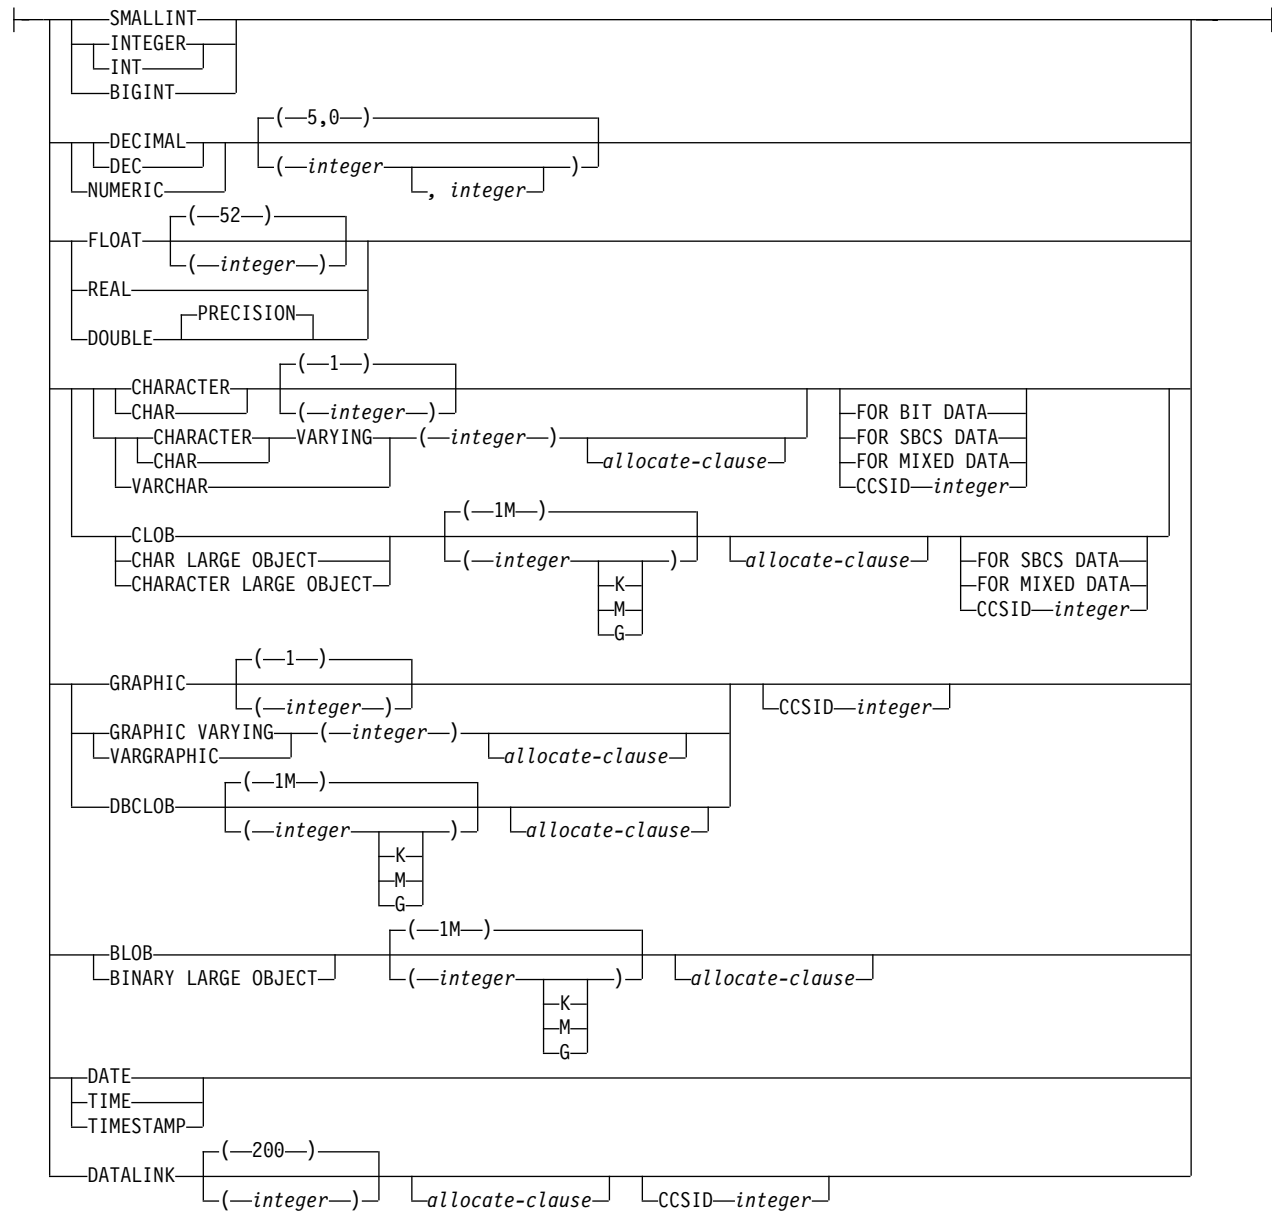 SMALLINT
INTEGER
INT
BIGINT
( 5,0 )
DECIMAL
DEC ( integer )
NUMERIC , integer
( 52 )
FLOAT
( integer )
REAL
PRECISION
DOUBLE
( 1 )
CHARACTER
CHAR ( integer ) FOR BIT DATA
CHARACTER VARYING ( integer ) FOR SBCS DATA
CHAR allocate-clause FOR MIXED DATA
VARCHAR CCSID integer
( 1M )
CLOB
CHAR LARGE OBJECT ( integer ) allocate-clause FOR SBCS DATA
CHARACTER LARGE OBJECT K FOR MIXED DATA
M CCSID integer
G
( 1 )
GRAPHIC
( integer ) CCSID integer
GRAPHIC VARYING ( integer )
VARGRAPHIC allocate-clause
( 1M )
DBCLOB
( integer ) allocate-clause
K
M
G
( 1M )
BLOB
BINARY LARGE OBJECT ( integer ) allocate-clause
K
M
G
DATE
TIME
TIMESTAMP
( 200 )
DATALINK
( integer ) allocate-clause CCSID integer